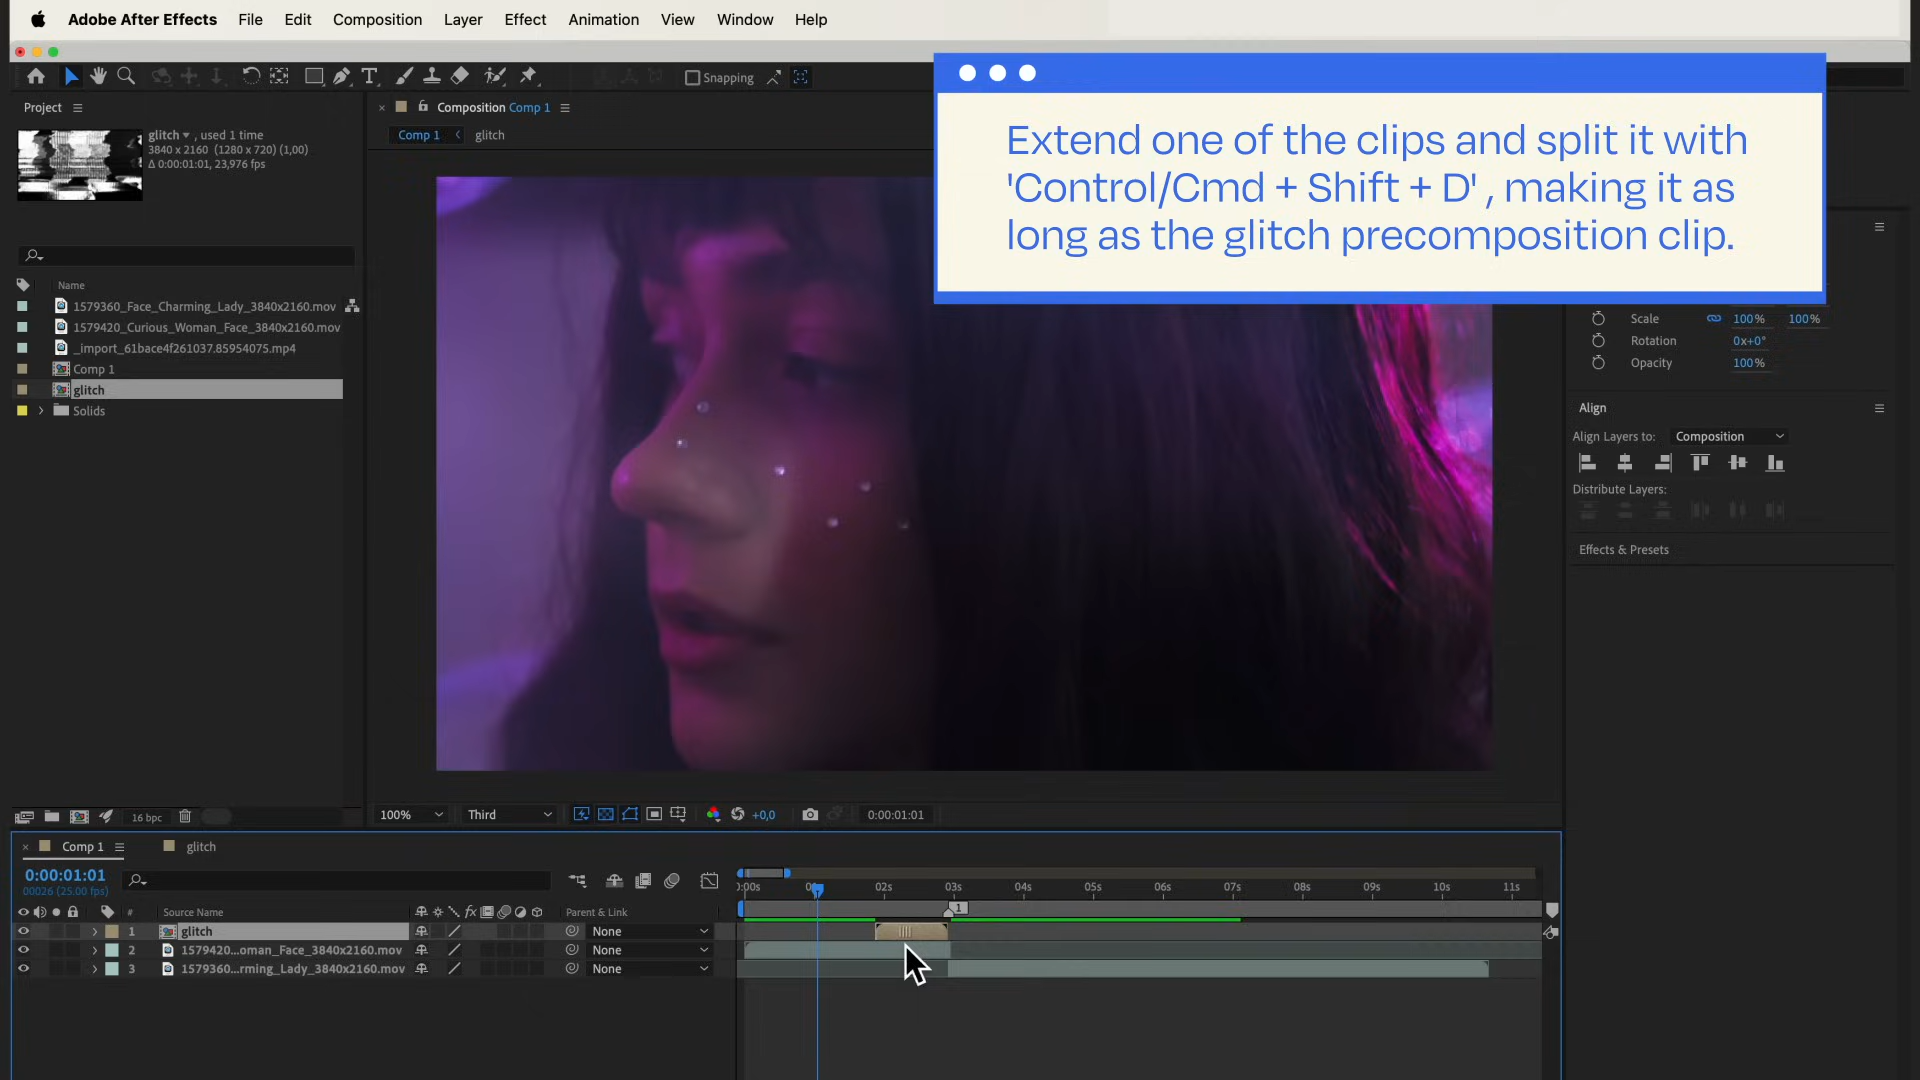 Adobe After Effects File Edit Composition Layer Effect Animation View Window Help
Snapping
Extend one of the clips and split it with
'Control/Cmd + Shift + D' , making it as
long as the glitch precomposition clip.
Project
glitch , used 1 time
3840 x 2160 (1280 x 720) (1,00)
Δ 0:00:01:01, 23,976 fps
Name
1579360_Face_Charming_Lady_3840x2160.mov
1579420_Curious_Woman_Face_3840x2160.mov
_import_61bace4f261037.85954075.mp4
Comp 1
glitch
Solids
16 bpc
Composition Comp 1
Comp 1 glitch
100% Third +0,0 0:00:01:01
Scale 100% 100%
Rotation 0x+0°
Opacity 100%
Align
Align Layers to: Composition
Distribute Layers:
Effects & Presets
Comp 1 glitch
0:00:01:01
00026 (25.00 fps)
02s 03s 04s 05s 06s 07s 08s 09s 10s 11s
1
# Source Name fx Parent & Link
1 glitch None
2 1579420...oman_Face_3840x2160.mov None
3 1579360...rming_Lady_3840x2160.mov None